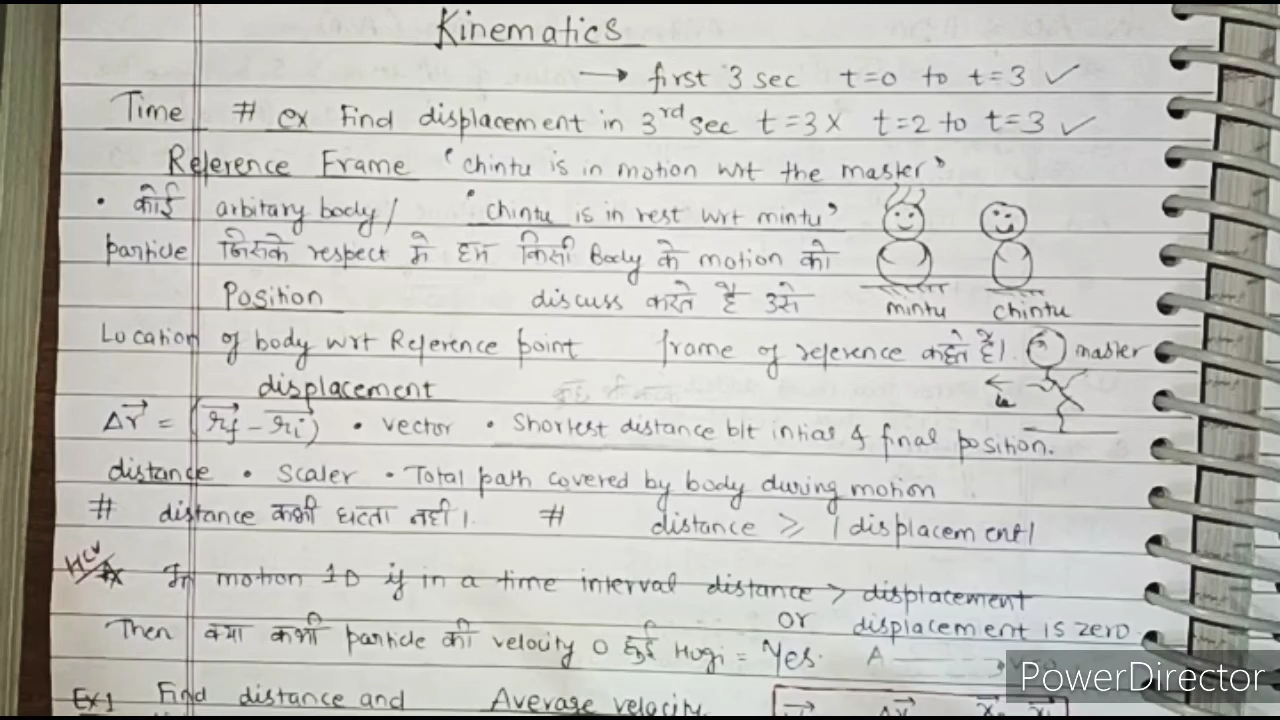 Kinematics
→ first 3 sec t=0 to t=3 ✓
Time # ex Find displacement in 3rd sec t=3 x t=2 to t=3 ✓
Reference Frame "chintu is in motion wrt the master"
• कोई arbitary body / "chintu is in rest wrt mintu"
particle जिसके respect मे हम किसी Body के motion को
Position discuss करते है उसे mintu chintu
Location of body wrt Reference point frame of reference कहते है। master
displacement
Δr⃗ = (r⃗f - r⃗i) • vector • Shortest distance b/t intial & final position.
distance • Scaler • Total path covered by body during motion
# distance कभी घटता नही। # distance ≥ |displacement|
HCV
In motion 1D if in a time interval distance > displacement
or displacement is zero
Then क्या कभी particle की velocity 0 हुई Hogi = Yes. A
Ex1 Find distance and Average velocity
PowerDirector